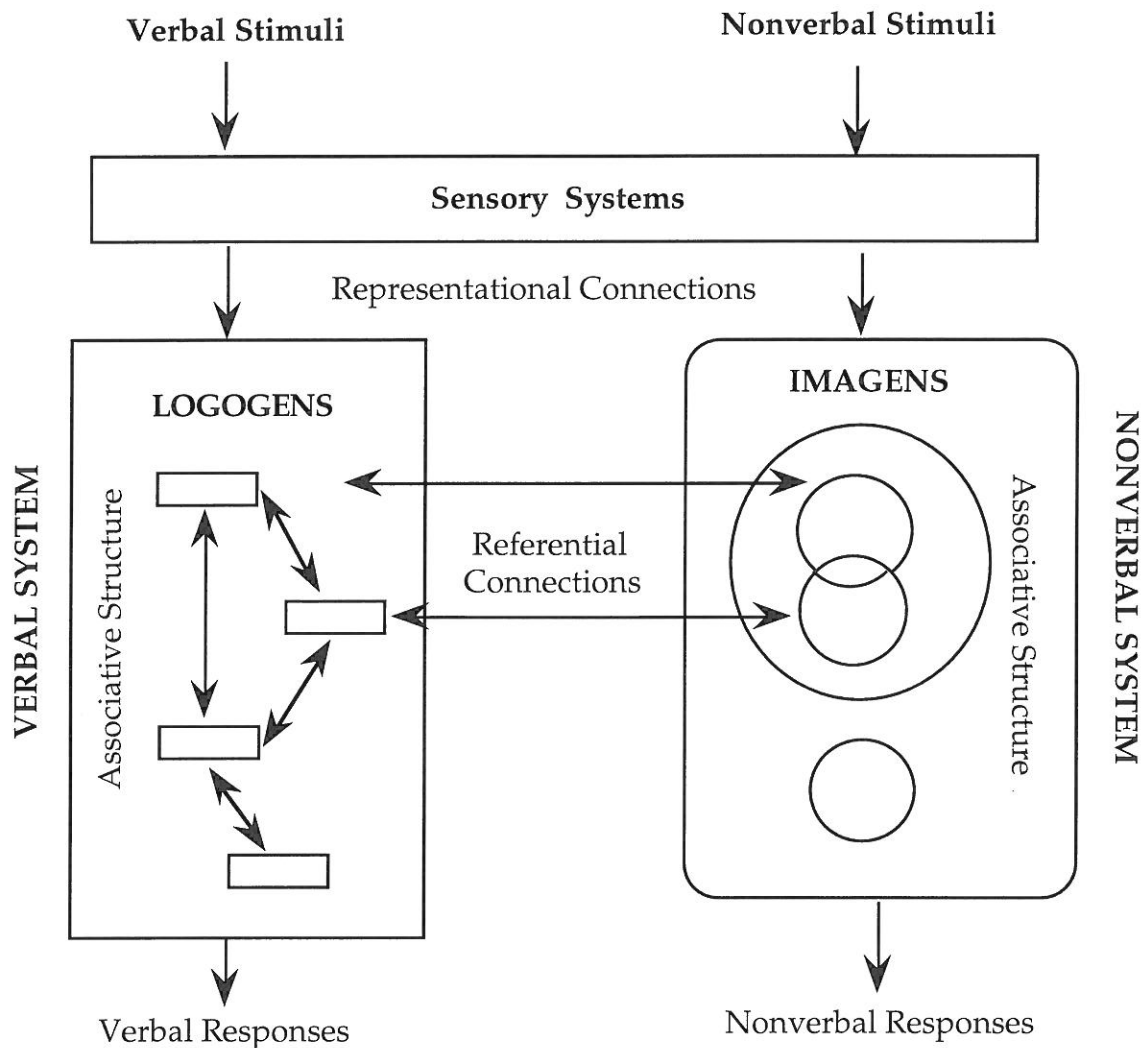 Verbal Stimuli
Nonverbal Stimuli
Sensory Systems
Representational Connections
LOGOGENS
IMAGENS
VERBAL SYSTEM
Associative Structure
Referential
Connections
Associative Structure
NONVERBAL SYSTEM
Verbal Responses
Nonverbal Responses